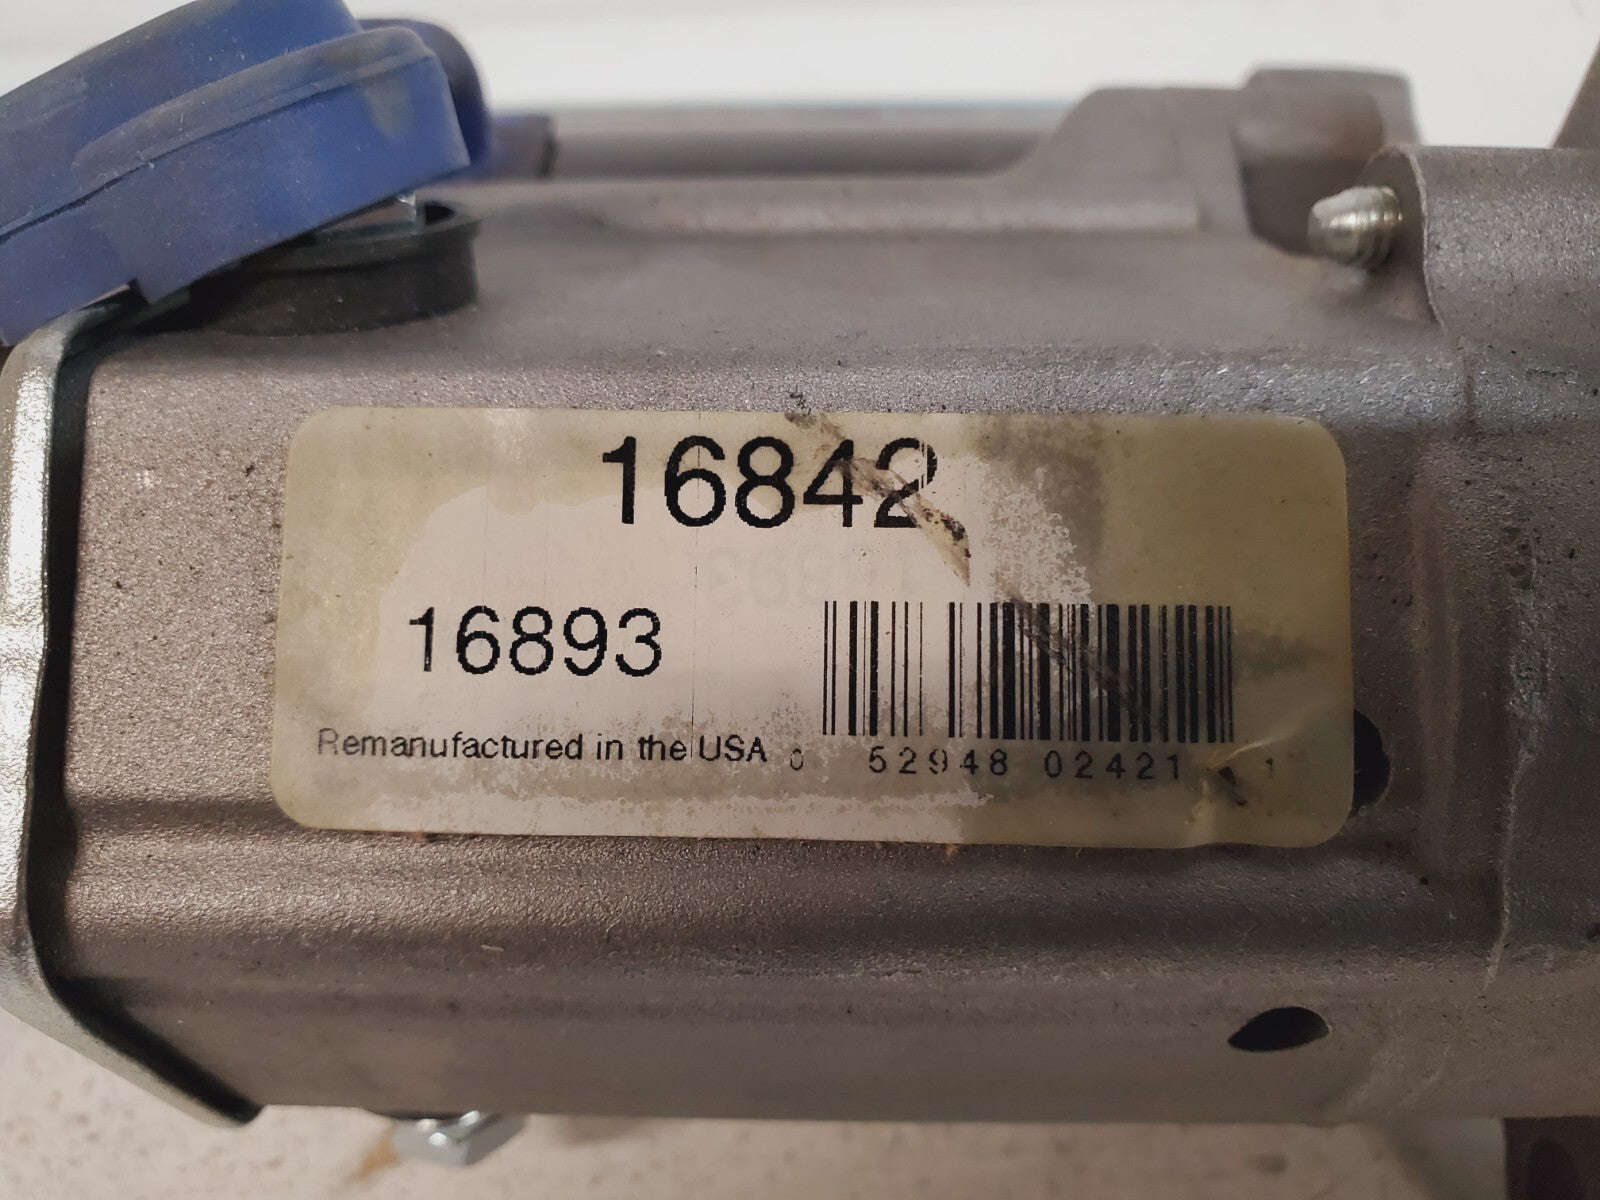 16842
16893
Remanufactured in the USA
0 52948 02421 1